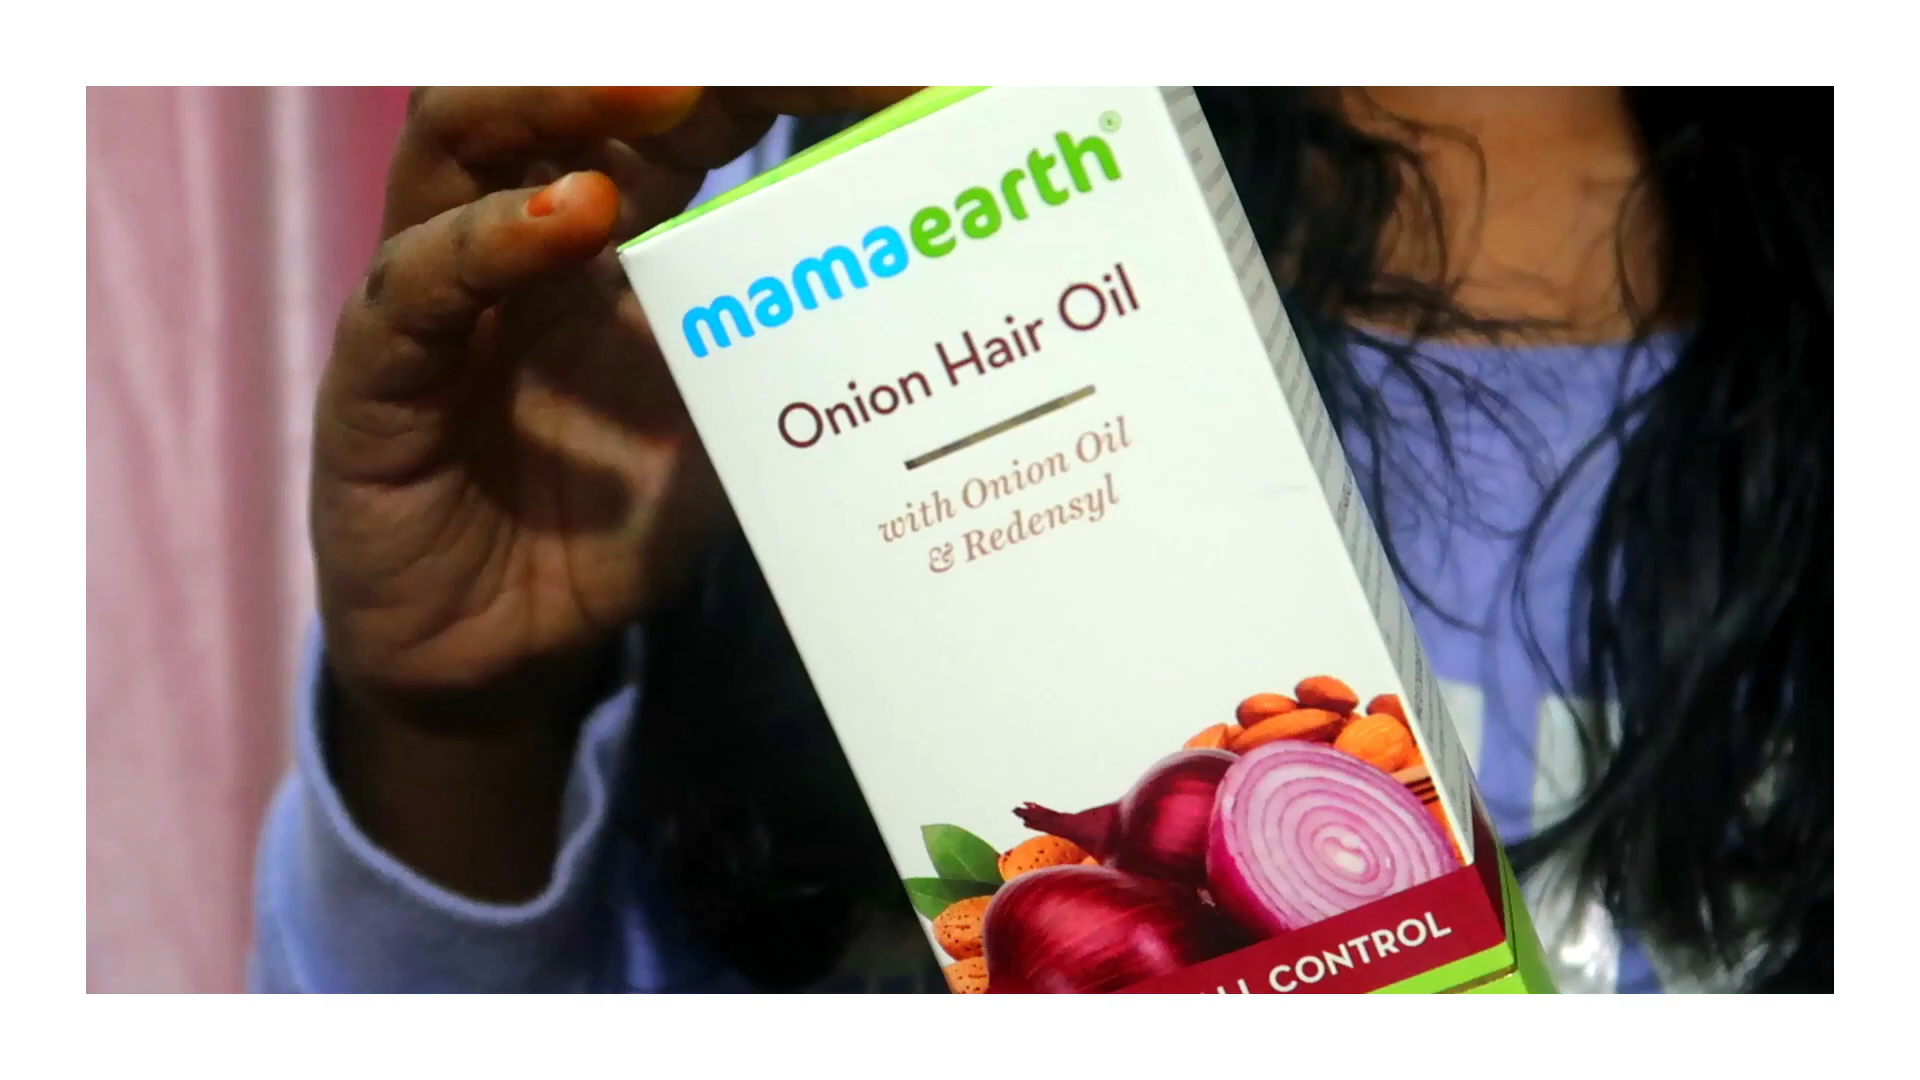 mamaearth
Onion Hair Oil
with Onion Oil
& Redensyl
CONTROL